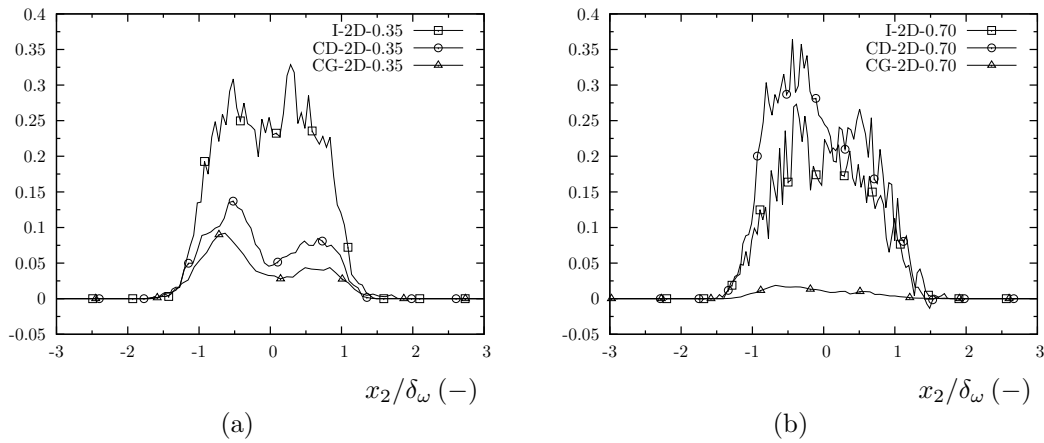 0.4
0.35
0.3
0.25
0.2
0.15
0.1
0.05
0
-0.05
-3 -2 -1 0 1 2 3
I-2D-0.35
CD-2D-0.35
CG-2D-0.35
x₂/δ_ω (−)
(a)
0.4
0.35
0.3
0.25
0.2
0.15
0.1
0.05
0
-0.05
-3 -2 -1 0 1 2 3
I-2D-0.70
CD-2D-0.70
CG-2D-0.70
x₂/δ_ω (−)
(b)